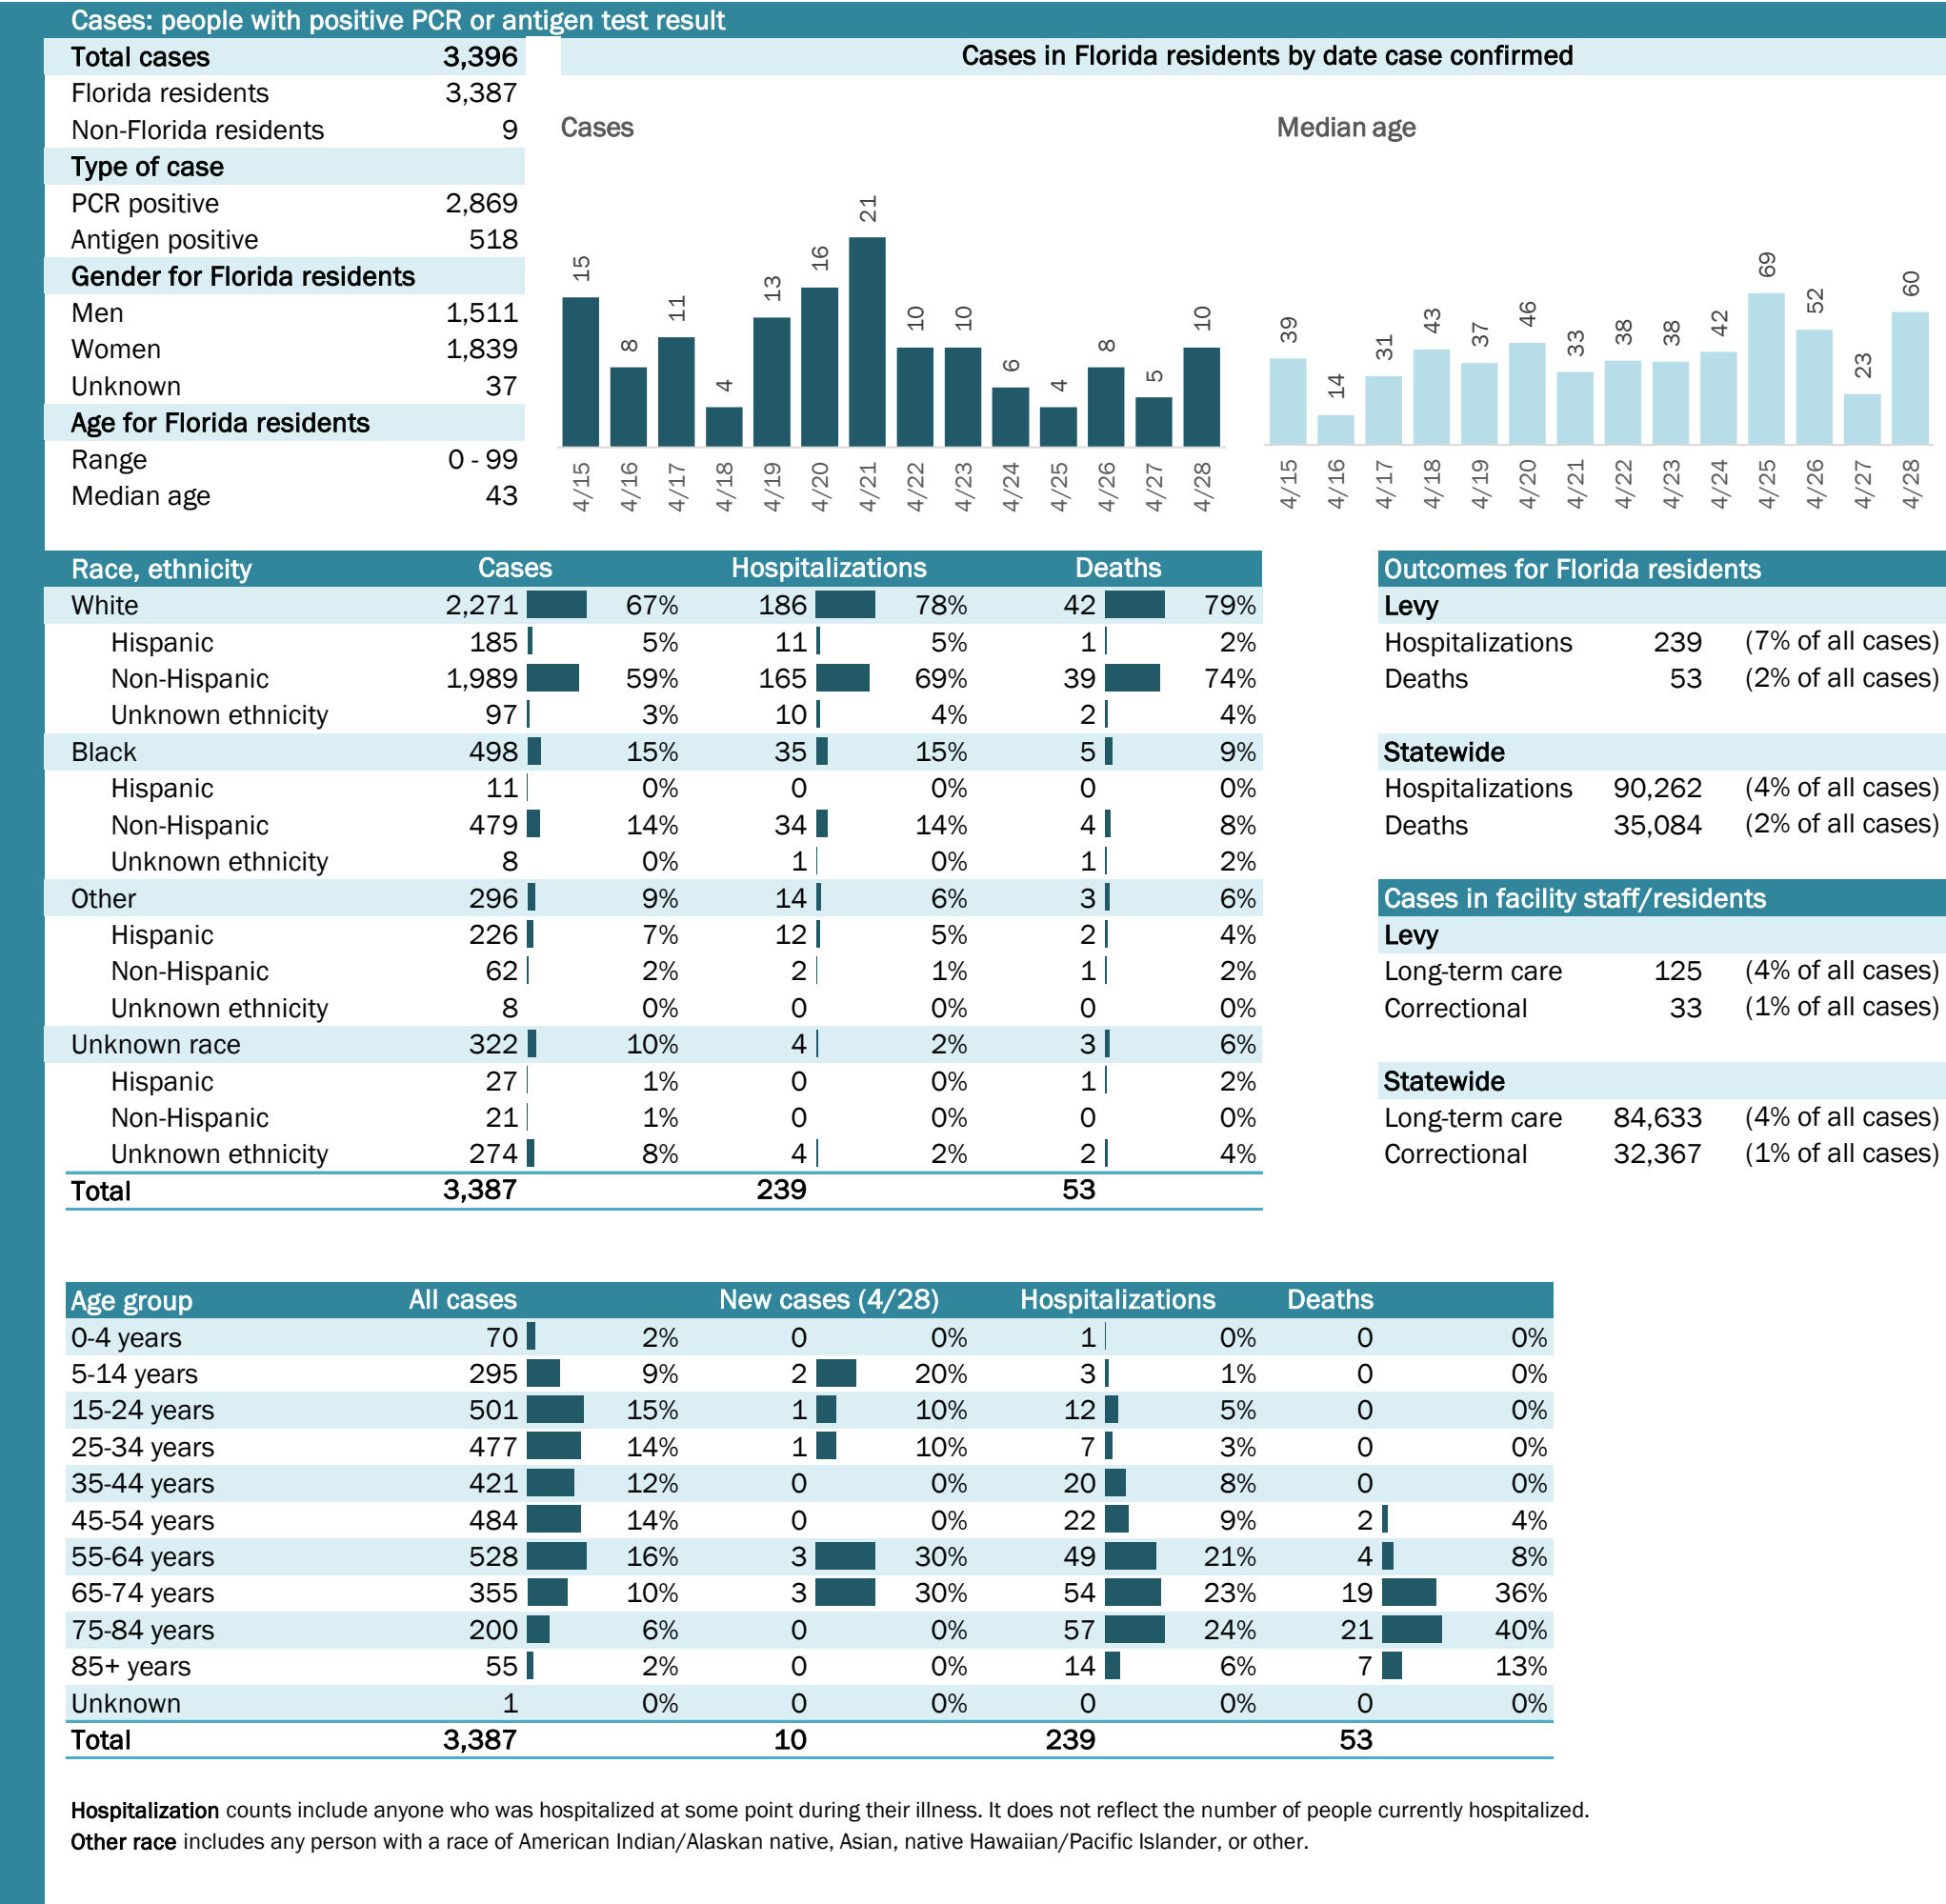 Cases: people with positive PCR or antigen test result
Total cases 3,396
Florida residents 3,387
Non-Florida residents 9
Type of case
PCR positive 2,869
Antigen positive 518
Gender for Florida residents
Men 1,511
Women 1,839
Unknown 37
Age for Florida residents
Range 0 - 99
Median age 43
Cases in Florida residents by date case confirmed
Cases
15 8 11 4 13 16 21 10 10 6 4 8 5 10
4/15 4/16 4/17 4/18 4/19 4/20 4/21 4/22 4/23 4/24 4/25 4/26 4/27 4/28
Median age
39 14 31 43 37 46 33 38 38 42 69 52 23 60
4/15 4/16 4/17 4/18 4/19 4/20 4/21 4/22 4/23 4/24 4/25 4/26 4/27 4/28
Race, ethnicity Cases Hospitalizations Deaths
White 2,271 67% 186 78% 42 79%
Hispanic 185 5% 11 5% 1 2%
Non-Hispanic 1,989 59% 165 69% 39 74%
Unknown ethnicity 97 3% 10 4% 2 4%
Black 498 15% 35 15% 5 9%
Hispanic 11 0% 0 0% 0 0%
Non-Hispanic 479 14% 34 14% 4 8%
Unknown ethnicity 8 0% 1 0% 1 2%
Other 296 9% 14 6% 3 6%
Hispanic 226 7% 12 5% 2 4%
Non-Hispanic 62 2% 2 1% 1 2%
Unknown ethnicity 8 0% 0 0% 0 0%
Unknown race 322 10% 4 2% 3 6%
Hispanic 27 1% 0 0% 1 2%
Non-Hispanic 21 1% 0 0% 0 0%
Unknown ethnicity 274 8% 4 2% 2 4%
Total 3,387 239 53
Outcomes for Florida residents
Levy
Hospitalizations 239 (7% of all cases)
Deaths 53 (2% of all cases)
Statewide
Hospitalizations 90,262 (4% of all cases)
Deaths 35,084 (2% of all cases)
Cases in facility staff/residents
Levy
Long-term care 125 (4% of all cases)
Correctional 33 (1% of all cases)
Statewide
Long-term care 84,633 (4% of all cases)
Correctional 32,367 (1% of all cases)
Age group All cases New cases (4/28) Hospitalizations Deaths
0-4 years 70 2% 0 0% 1 0% 0 0%
5-14 years 295 9% 2 20% 3 1% 0 0%
15-24 years 501 15% 1 10% 12 5% 0 0%
25-34 years 477 14% 1 10% 7 3% 0 0%
35-44 years 421 12% 0 0% 20 8% 0 0%
45-54 years 484 14% 0 0% 22 9% 2 4%
55-64 years 528 16% 3 30% 49 21% 4 8%
65-74 years 355 10% 3 30% 54 23% 19 36%
75-84 years 200 6% 0 0% 57 24% 21 40%
85+ years 55 2% 0 0% 14 6% 7 13%
Unknown 1 0% 0 0% 0 0% 0 0%
Total 3,387 10 239 53
Hospitalization counts include anyone who was hospitalized at some point during their illness. It does not reflect the number of people currently hospitalized.
Other race includes any person with a race of American Indian/Alaskan native, Asian, native Hawaiian/Pacific Islander, or other.